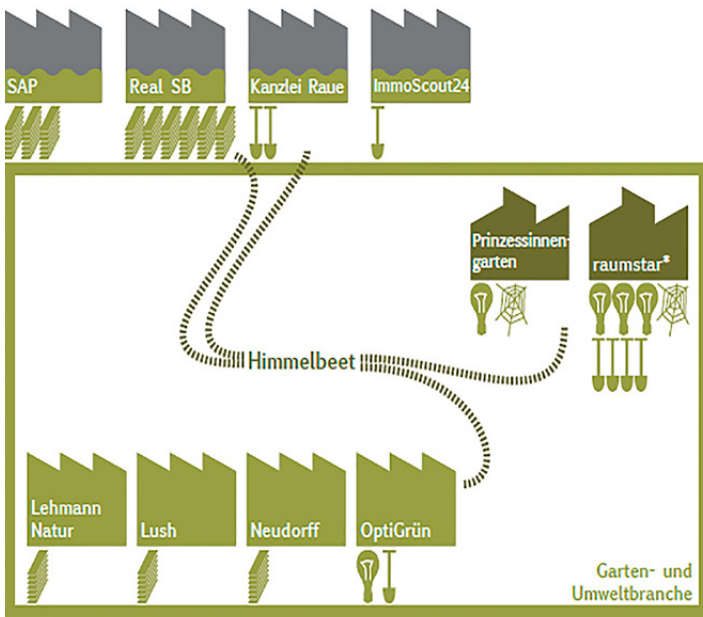 SAP
Real SB
Kanzlei Raue
ImmoScout24
Prinzessinnen-
garten
raumstar*
Himmelbeet
Lehmann
Natur
Lush
Neudorff
OptiGrün
Garten- und
Umweltbranche